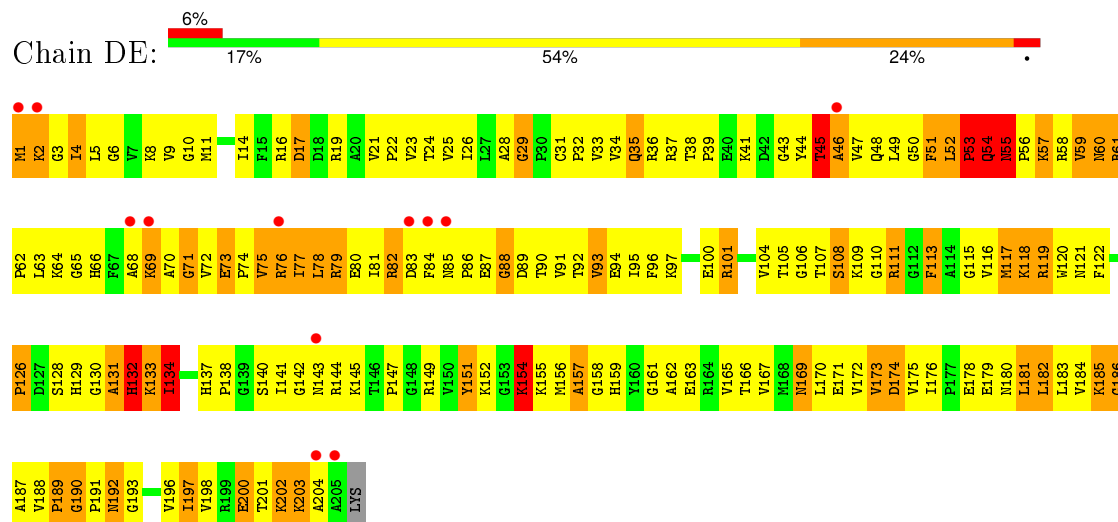 6%
Chain DE:
17% 54% 24% •
M1 K2 G3 I4 L5 G6 V7 K8 V9 G10 M11 I14 F15 R16 D17 D18 R19 A20 V21 P22 V23 T24 V25 I26 L27 A28 G29 P30 C31 P32 V33 V34 Q35 R36 R37 T38 P39 E40 K41 D42 G43 Y44 T45 A46 V47 Q48 L49 G50 F51 L52 P53 Q54 N55 P56 K57 R58 V59 N60 R61
P62 L63 K64 G65 H66 F67 A68 K69 A70 G71 V72 E73 P74 V75 R76 I77 L78 R79 E80 I81 R82 D83 F84 N85 P86 E87 G88 D89 T90 V91 T92 V93 E94 I95 F96 K97 E100 R101 V104 T105 G106 T107 S108 K109 G110 R111 G112 F113 A114 G115 V116 M117 K118 R119 W120 N121 F122
P126 D127 S128 H129 G130 A131 H132 K133 I134 H137 P138 G139 S140 I141 G142 N143 R144 K145 T146 P147 G148 R149 V150 Y151 K152 G153 K154 K155 M156 A157 G158 H159 Y160 G161 A162 E163 R164 V165 T166 V167 M168 N169 L170 E171 V172 V173 D174 V175 I176 P177 E178 E179 N180 L181 L182 L183 V184 K185 G186
A187 V188 P189 G190 P191 N192 G193 V196 I197 V198 R199 E200 T201 K202 K203 A204 A205 LYS